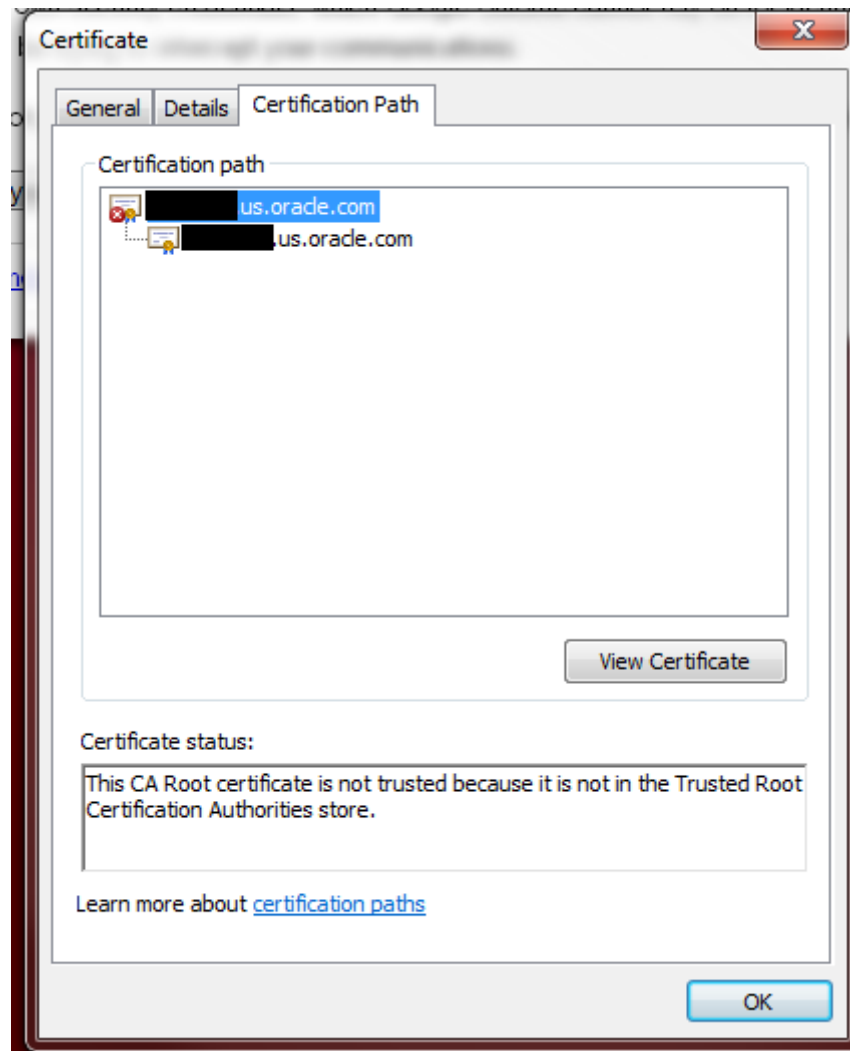 Certificate
General Details Certification Path
Certification path
us.oracle.com
.us.oracle.com
View Certificate
Certificate status:
This CA Root certificate is not trusted because it is not in the Trusted Root
Certification Authorities store.
Learn more about certification paths
OK